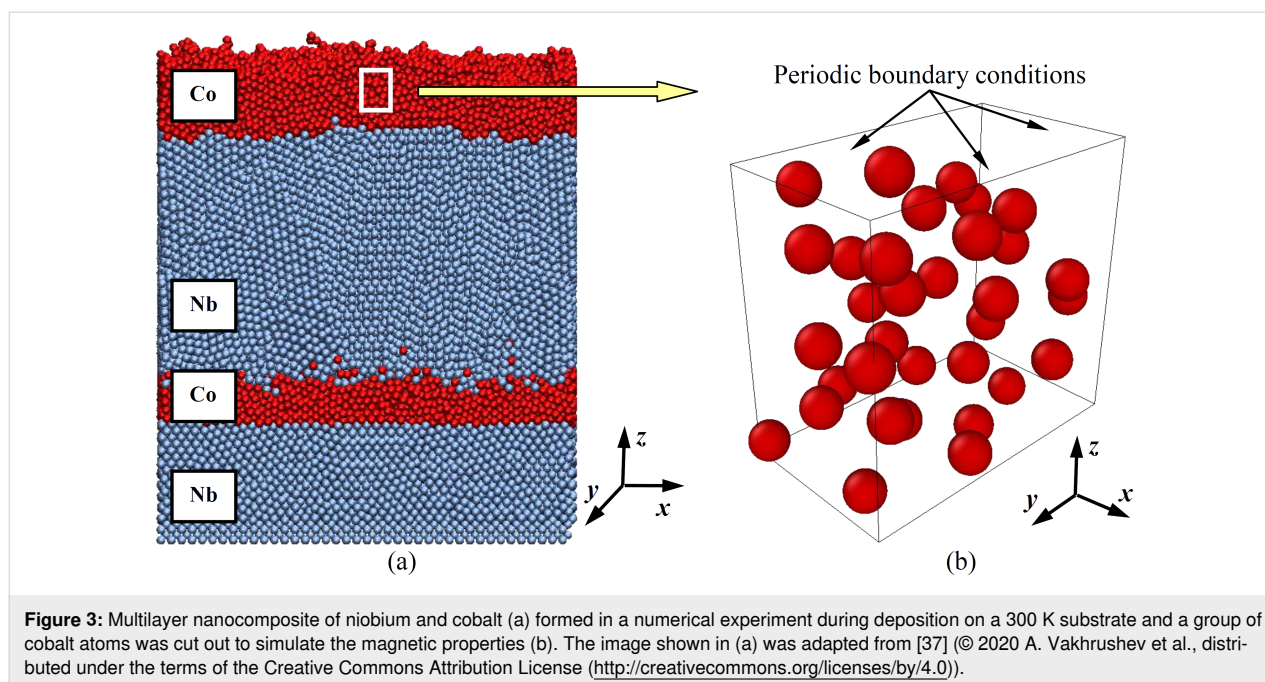 Co
Nb
Co
Nb
z
y
x
(a)
Periodic boundary conditions
z
y
x
(b)
Figure 3: Multilayer nanocomposite of niobium and cobalt (a) formed in a numerical experiment during deposition on a 300 K substrate and a group of
cobalt atoms was cut out to simulate the magnetic properties (b). The image shown in (a) was adapted from [37] (© 2020 A. Vakhrushev et al., distri-
buted under the terms of the Creative Commons Attribution License (http://creativecommons.org/licenses/by/4.0)).